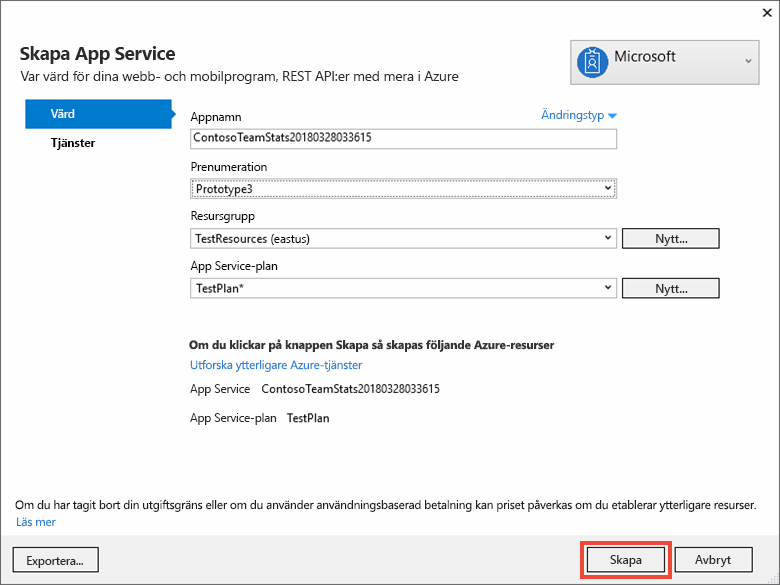 Skapa App Service
Var värd för dina webb- och mobilprogram, REST API:er med mera i Azure
Microsoft
Värd
Tjänster
Appnamn
Ändringstyp
ContosoTeamStats20180328033615
Prenumeration
Prototype3
Resursgrupp
TestResources (eastus)
Nytt...
App Service-plan
TestPlan*
Nytt...
Om du klickar på knappen Skapa så skapas följande Azure-resurser
Utforska ytterligare Azure-tjänster
App Service ContosoTeamStats20180328033615
App Service-plan TestPlan
Om du har tagit bort din utgiftsgräns eller om du använder användningsbaserad betalning kan priset påverkas om du etablerar ytterligare resurser.
Läs mer
Exportera...
Skapa
Avbryt